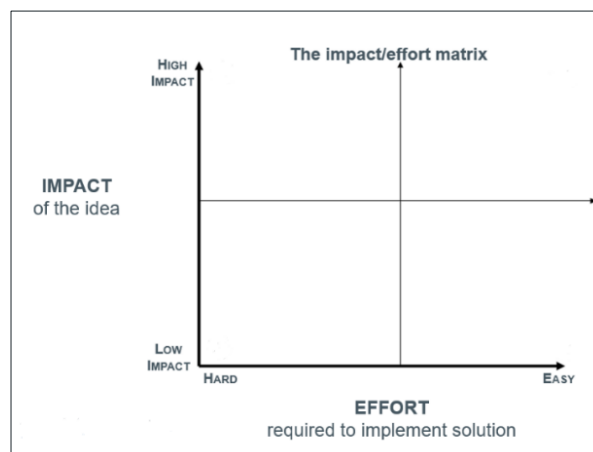 The impact/effort matrix
HIGH
IMPACT
IMPACT
of the idea
LOW
IMPACT
HARD
EASY
EFFORT
required to implement solution